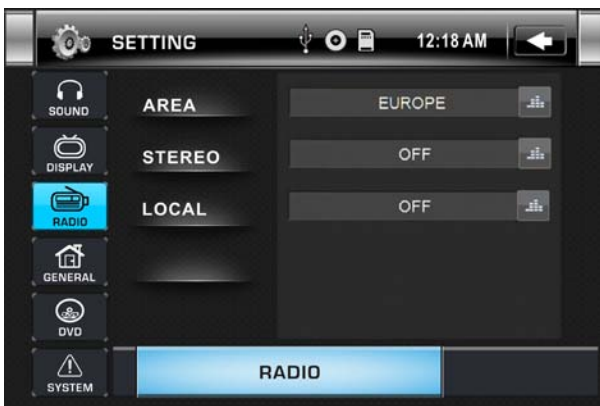 SETTING 12:18 AM
SOUND
AREA EUROPE
DISPLAY
STEREO OFF
RADIO
LOCAL OFF
GENERAL
DVD
SYSTEM
RADIO